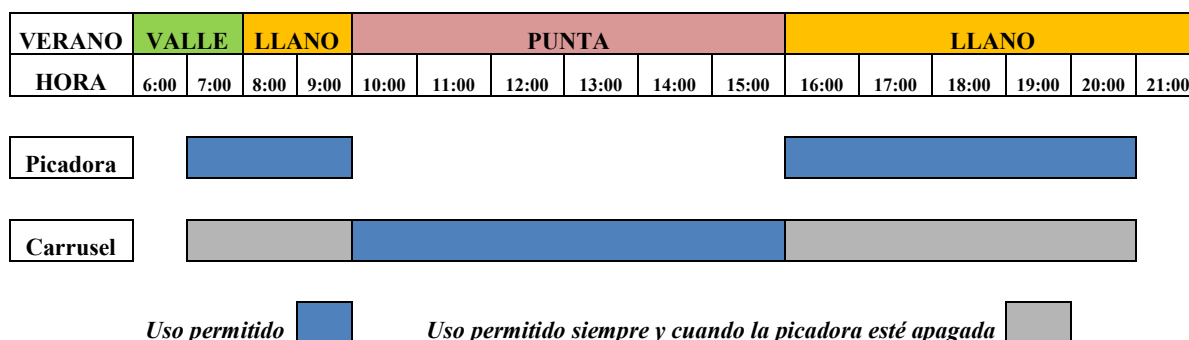 VERANO VALLE LLANO PUNTA LLANO
HORA 6:00 7:00 8:00 9:00 10:00 11:00 12:00 13:00 14:00 15:00 16:00 17:00 18:00 19:00 20:00 21:00
Picadora
Carrusel
Uso permitido Uso permitido siempre y cuando la picadora esté apagada